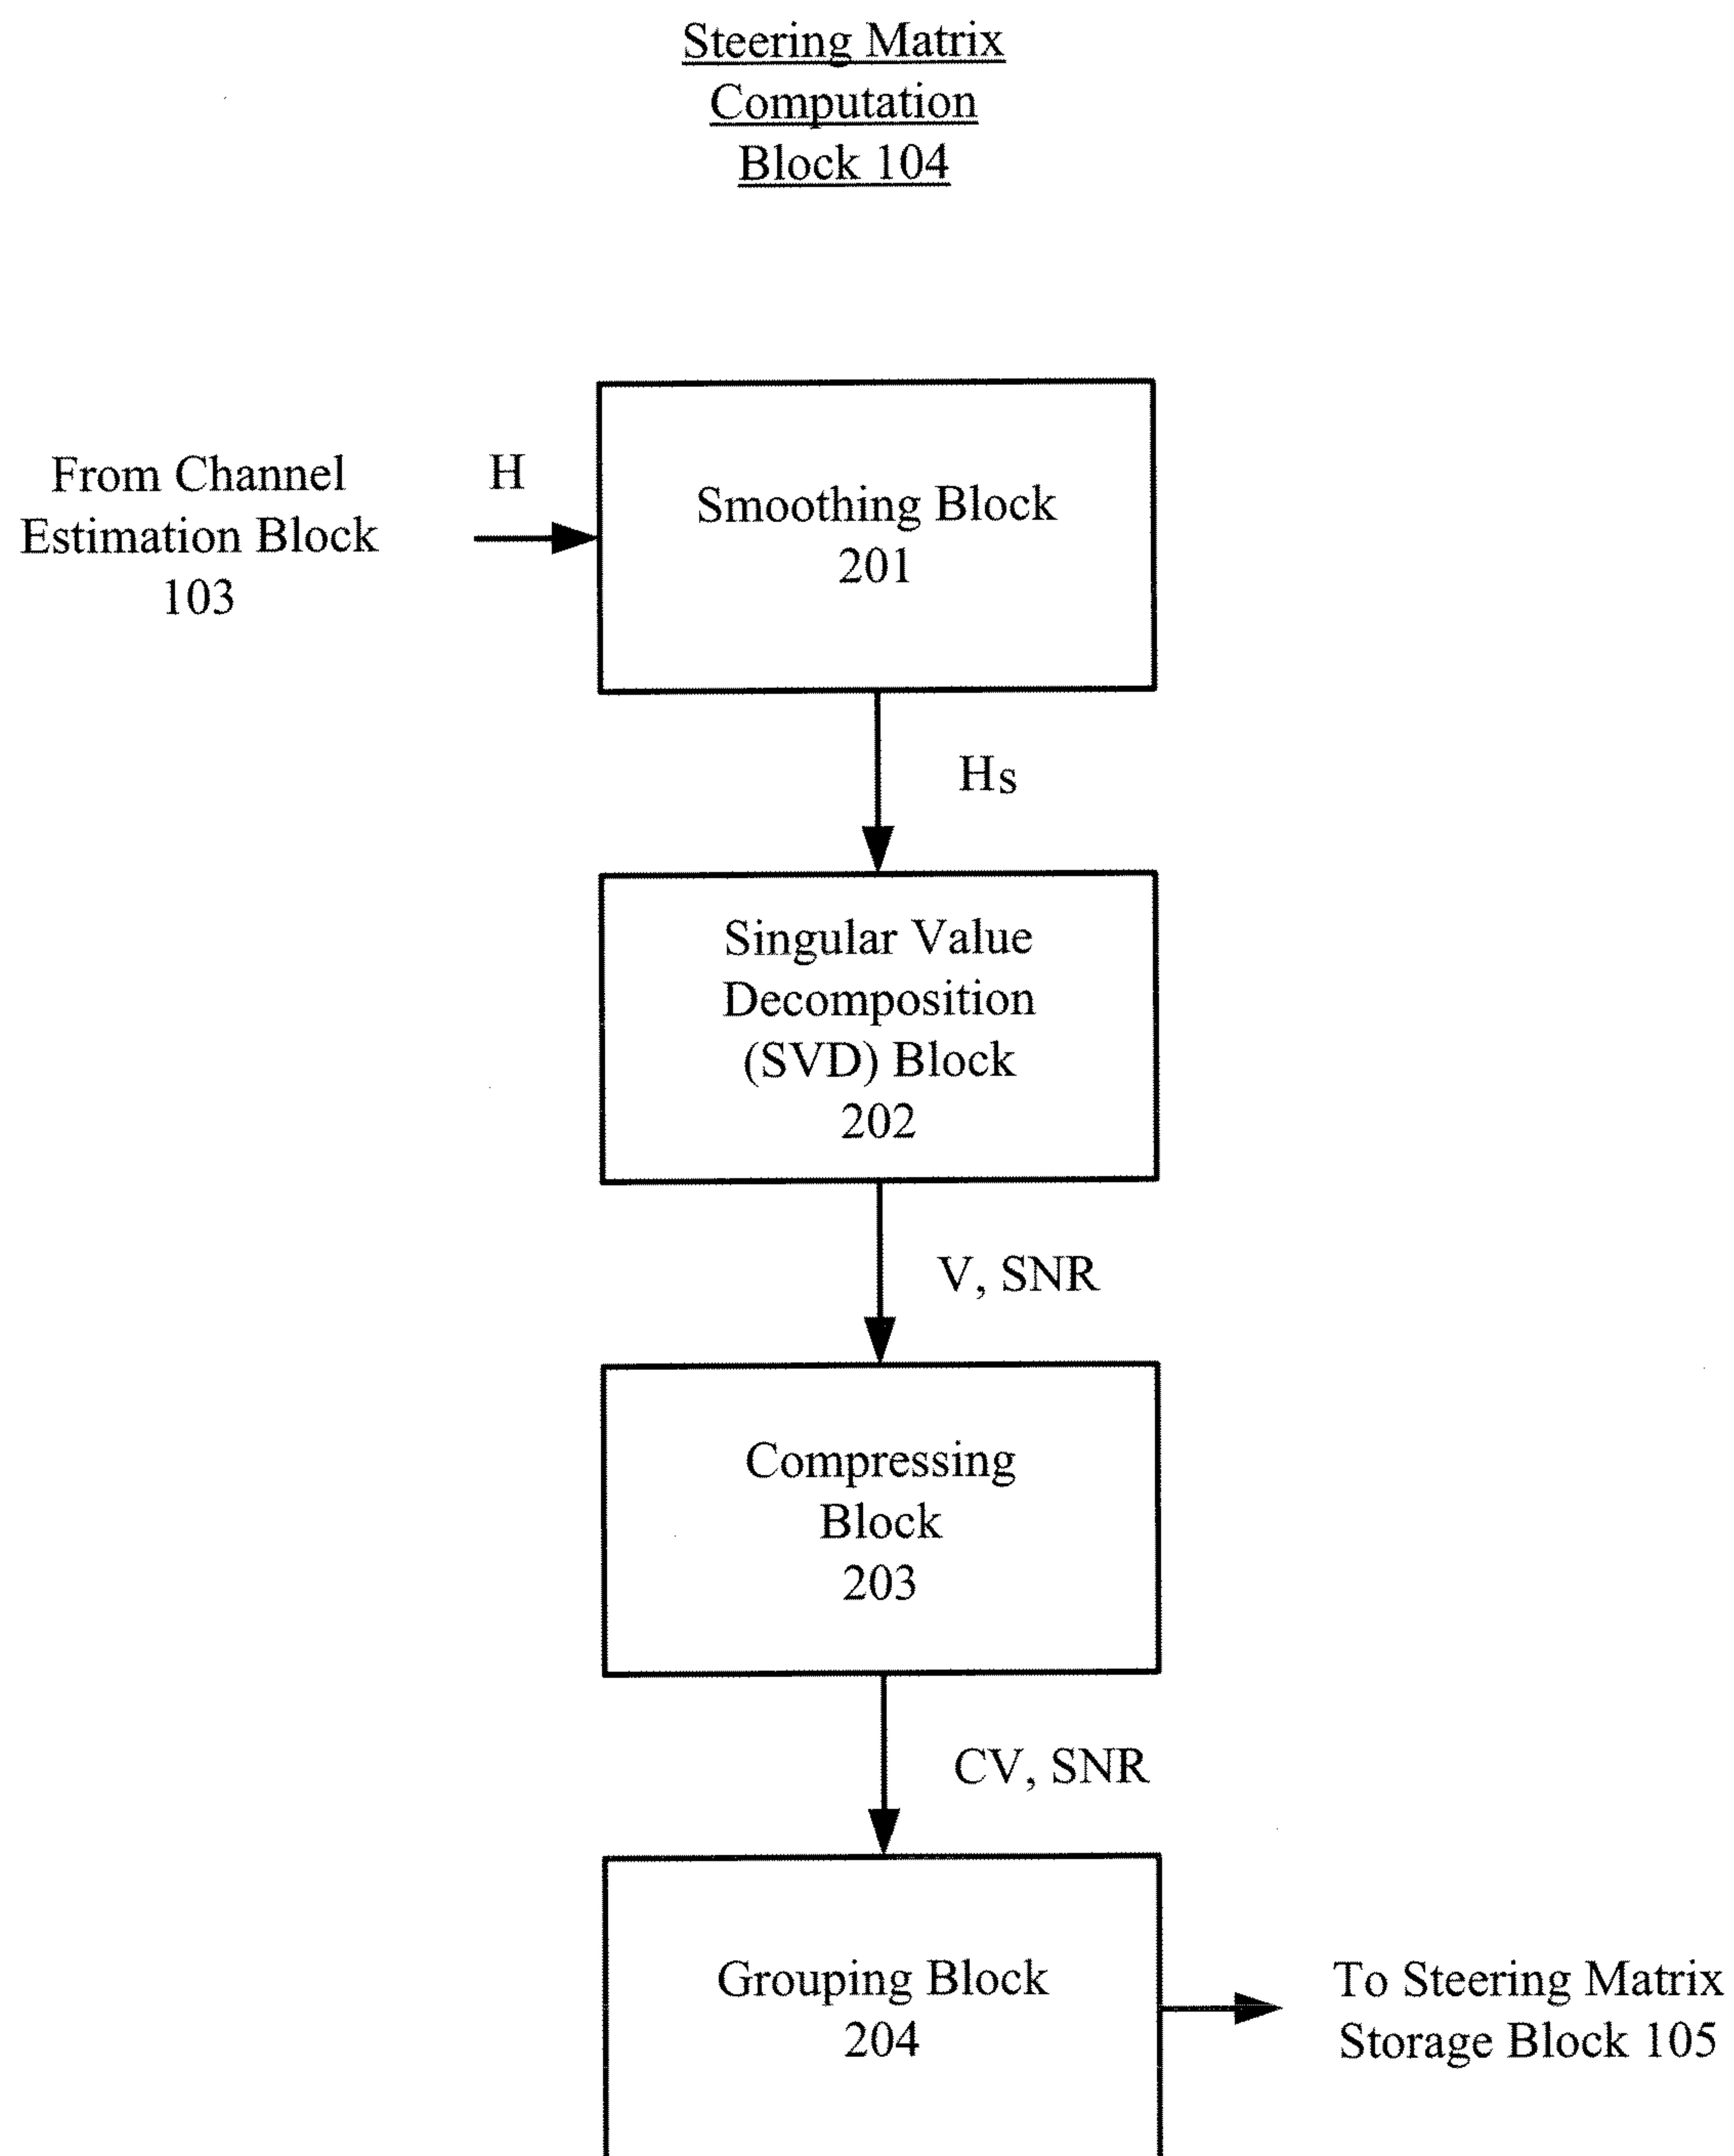 Steering Matrix
Computation
Block 104
From Channel
Estimation Block
103
H
Smoothing Block
201
Hs
Singular Value
Decomposition
(SVD) Block
202
V, SNR
Compressing
Block
203
CV, SNR
Grouping Block
204
To Steering Matrix
Storage Block 105